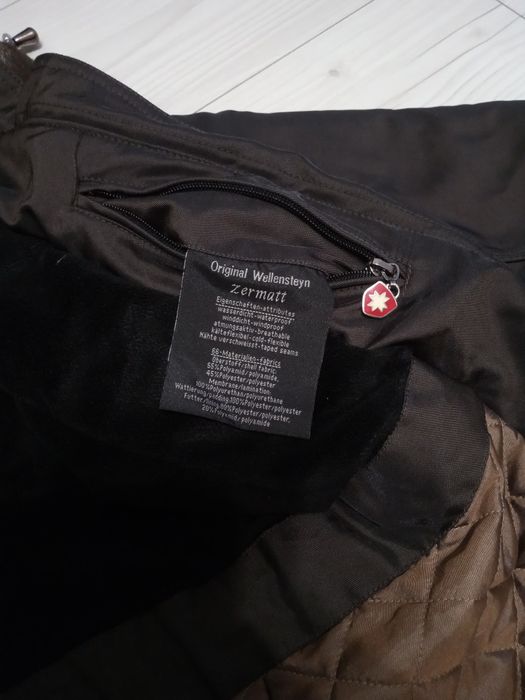 Original Wellensteyn
Zermatt
Eigenschaften-attributes
wasserdicht-waterproof
winddicht-windproof
atmungsaktiv-breathable
kälteflexibel-cold-flexible
Nähte verschweisst-taped seams
66-Materialien-fabrics
Oberstoff/shell fabric:
55%Polyamid/polyamide,
45%Polyester/polyester
Membrane/lamination:
100%Polyurethan/polyurethane
Wattierung/padding:100%Polyester/polyester
Futter/lining:80%Polyester/polyester,
20%Polyamid/polyamide